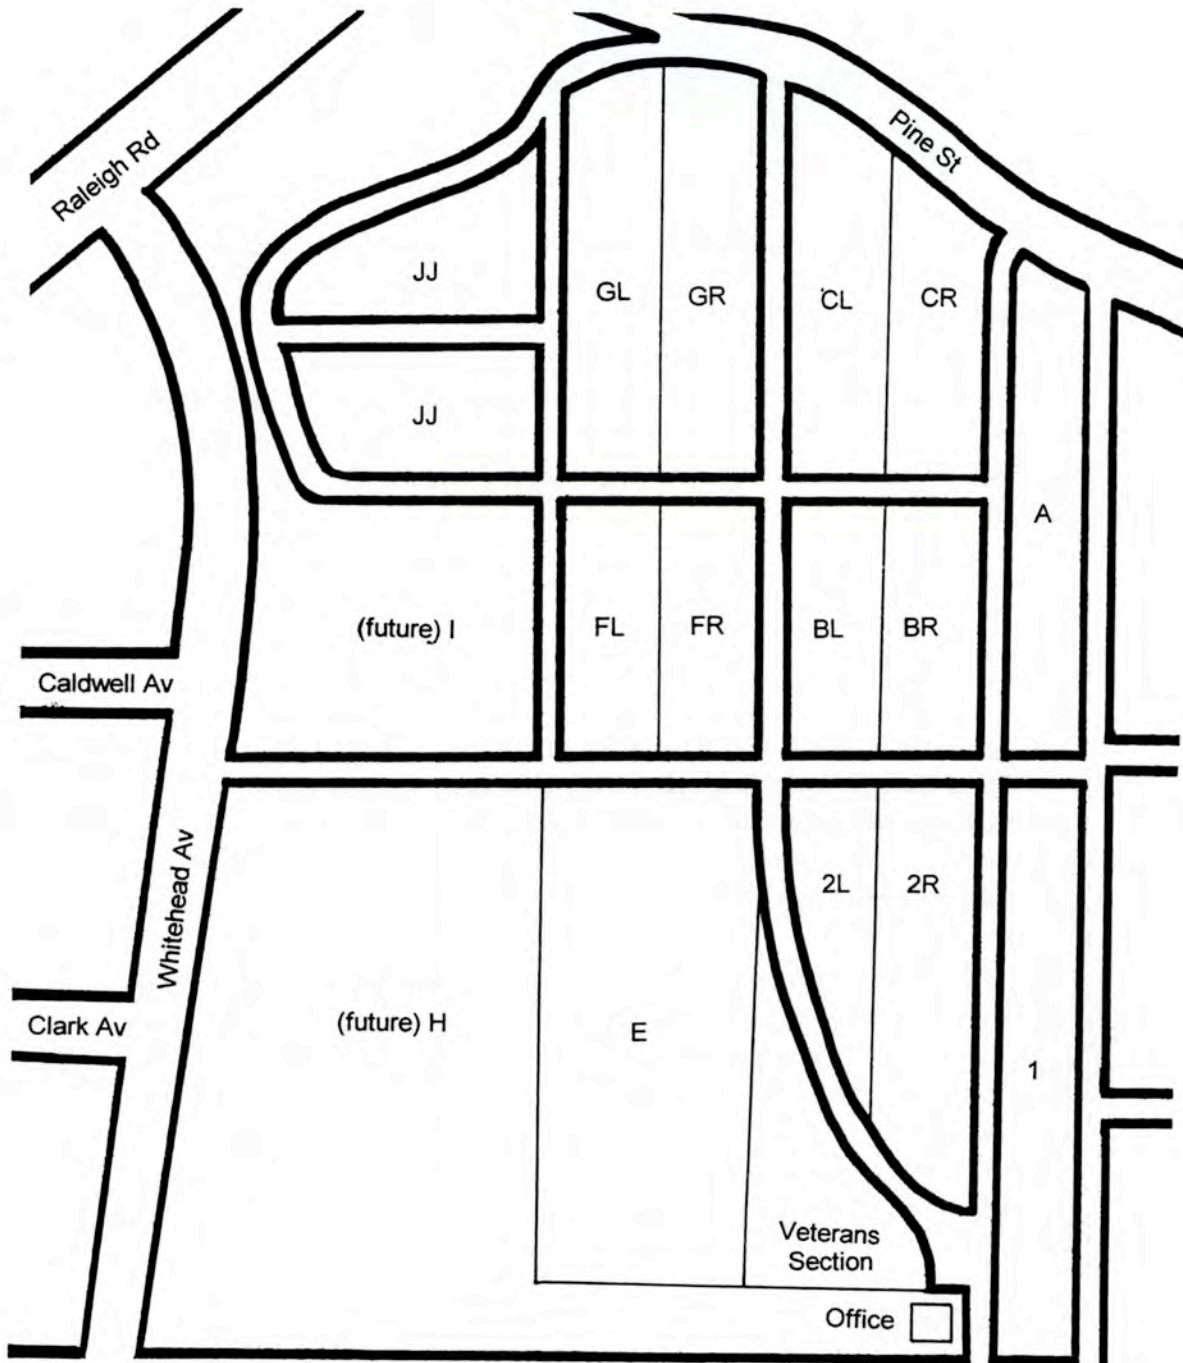 Raleigh Rd
Pine St
JJ
GL
GR
CL
CR
JJ
A
(future) I
FL
FR
BL
BR
Caldwell Av
Whitehead Av
2L
2R
Clark Av
(future) H
E
1
Veterans
Section
Office